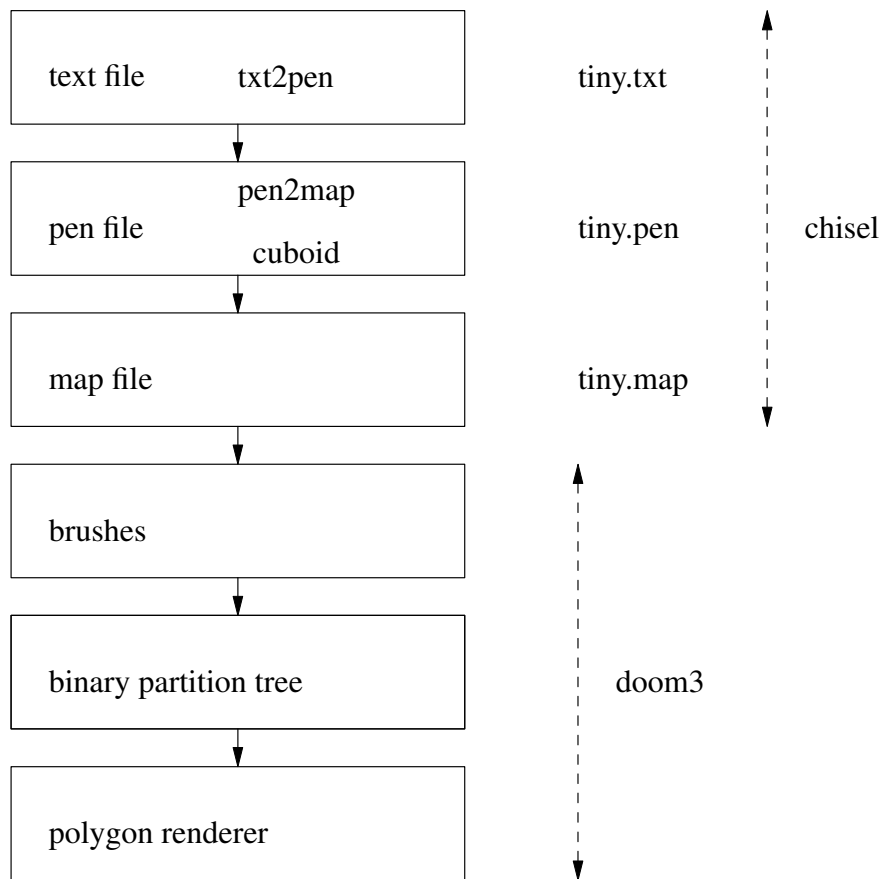 text file txt2pen tiny.txt
pen2map
pen file tiny.pen chisel
cuboid
map file tiny.map
brushes
binary partition tree doom3
polygon renderer